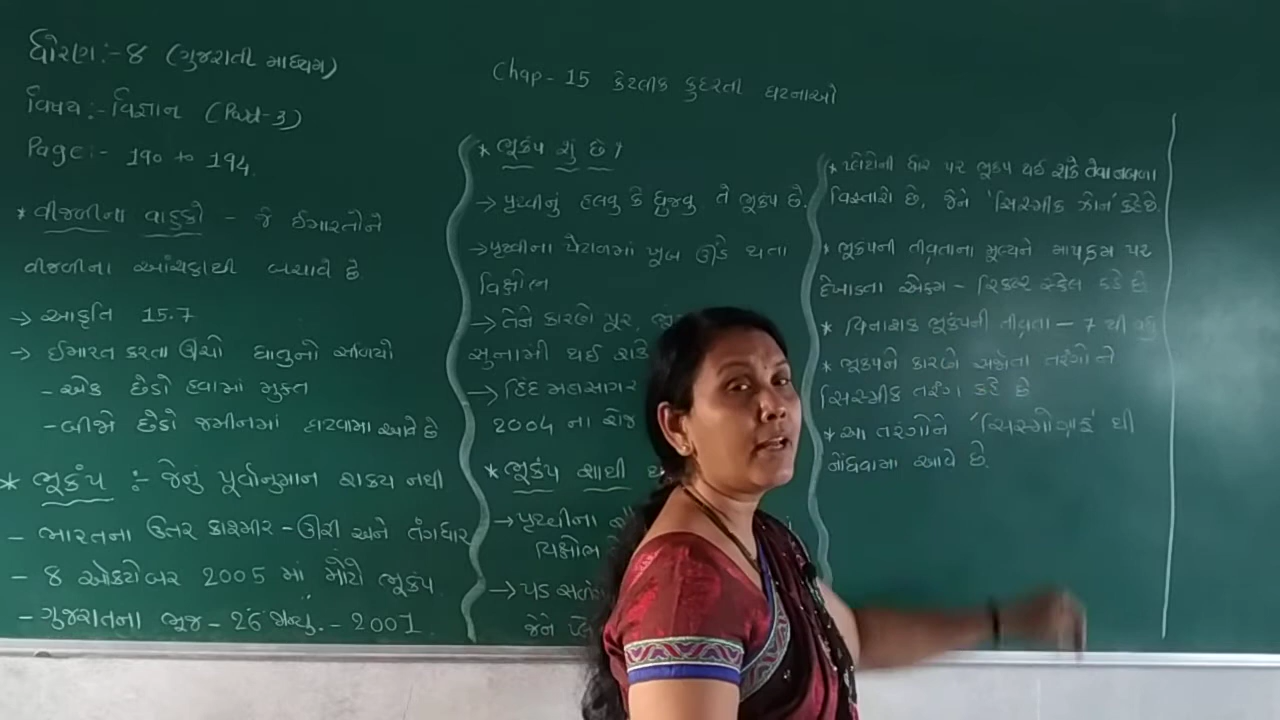 ધોરણ:- ૪ (ગુજરાતી માધ્યમ)
વિષય:- વિજ્ઞાન (Part-3)
Page:- 190 to 194
* વીજળીના વાહકો - જે ઈમારતોને
વીજળીના આંચકાથી બચાવે છે
→ આકૃતિ 15.7
→ ઈમારત કરતા ઊંચો ધાતુનો સળિયો
- એક છેડો હવામાં મુક્ત
- બીજો છેડો જમીનમાં દાટવામા આવે છે
* ભૂકંપ :- જેનું પૂર્વાનુમાન શક્ય નથી
- ભારતના ઉત્તર કાશ્મીર - ઊરી અને તંગધાર
- 8 ઓક્ટોબર 2005 માં મોટો ભૂકંપ
- ગુજરાતના ભૂજ - 26 જાન્યુ. - 2001
Chap - 15 કેટલીક કુદરતી ઘટનાઓ
* ભૂકંપ શું છે?
→ પૃથ્વીનું હલવુ કે ધ્રુજવુ તે ભૂકંપ છે.
→ પૃથ્વીના પેટાળમાં ખૂબ ઊંડે થતા
વિક્ષોભ
→ તેને કારણે પૂર,
સુનામી થઈ શકે
→ હિંદ મહાસાગર
2004 ના રોજ
* ભૂકંપ શાથી
→ પૃથ્વીના
વિક્ષોભ
→ પડ
જેને
* પ્લેટોની ધાર પર ભૂકંપ થઈ શકે તેવા નબળા
વિસ્તારો છે, જેને 'સિસ્મીક ઝોન' કહે છે.
* ભૂકંપની તીવ્રતાના મૂલ્યને માપક્રમ પર
દેખાડતા એકમ - રિક્ટર સ્કેલ કહે છે
* વિનાશક ભૂકંપની તીવ્રતા - 7 થી વધુ
* ભૂકંપને કારણે સર્જાતા તરંગોને
સિસ્મીક તરંગ કહે છે
* આ તરંગોને 'સિસ્મોગ્રાફ' થી
નોંધવામા આવે છે.